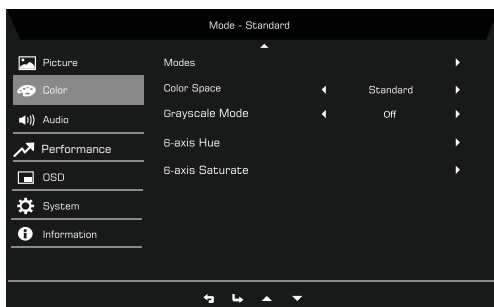 Mode - Standard
Picture
Color
Audio
Performance
OSD
System
Information
Modes
Color Space Standard
Grayscale Mode Off
6-axis Hue
6-axis Saturate